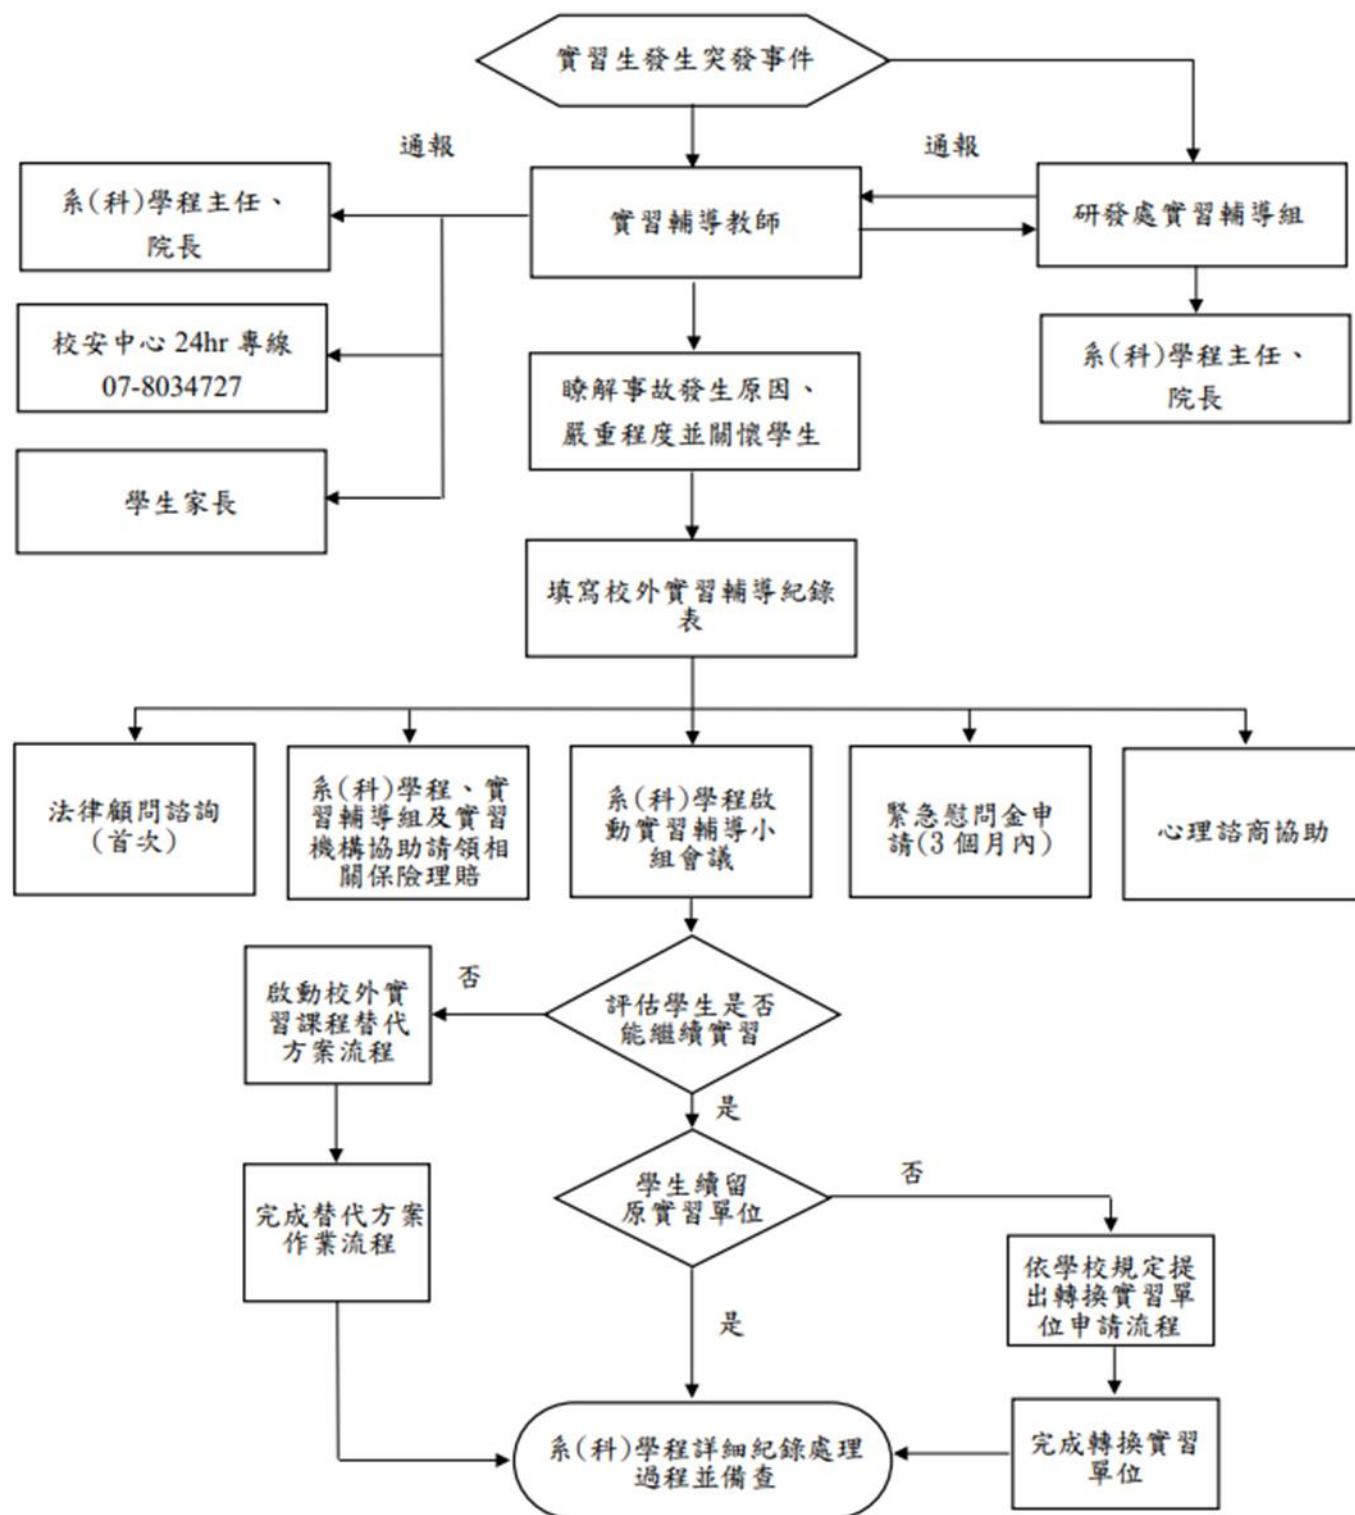 實習生發生突發事件
通報
通報
系(科)學程主任、
院長
實習輔導教師
研發處實習輔導組
校安中心 24hr 專線
07-8034727
系(科)學程主任、
院長
瞭解事故發生原因、
嚴重程度並關懷學生
學生家長
填寫校外實習輔導紀錄
表
法律顧問諮詢
(首次)
系(科)學程、實
習輔導組及實習
機構協助請領相
關保險理賠
系(科)學程啟
動實習輔導小
組會議
緊急慰問金申
請(3 個月內)
心理諮商協助
否
啟動校外實
習課程替代
方案流程
評估學生是否
能繼續實習
是
學生續留
原實習單位
否
完成替代方案
作業流程
依學校規定提
出轉換實習單
位申請流程
是
系(科)學程詳細紀錄處理
過程並備查
完成轉換實習
單位